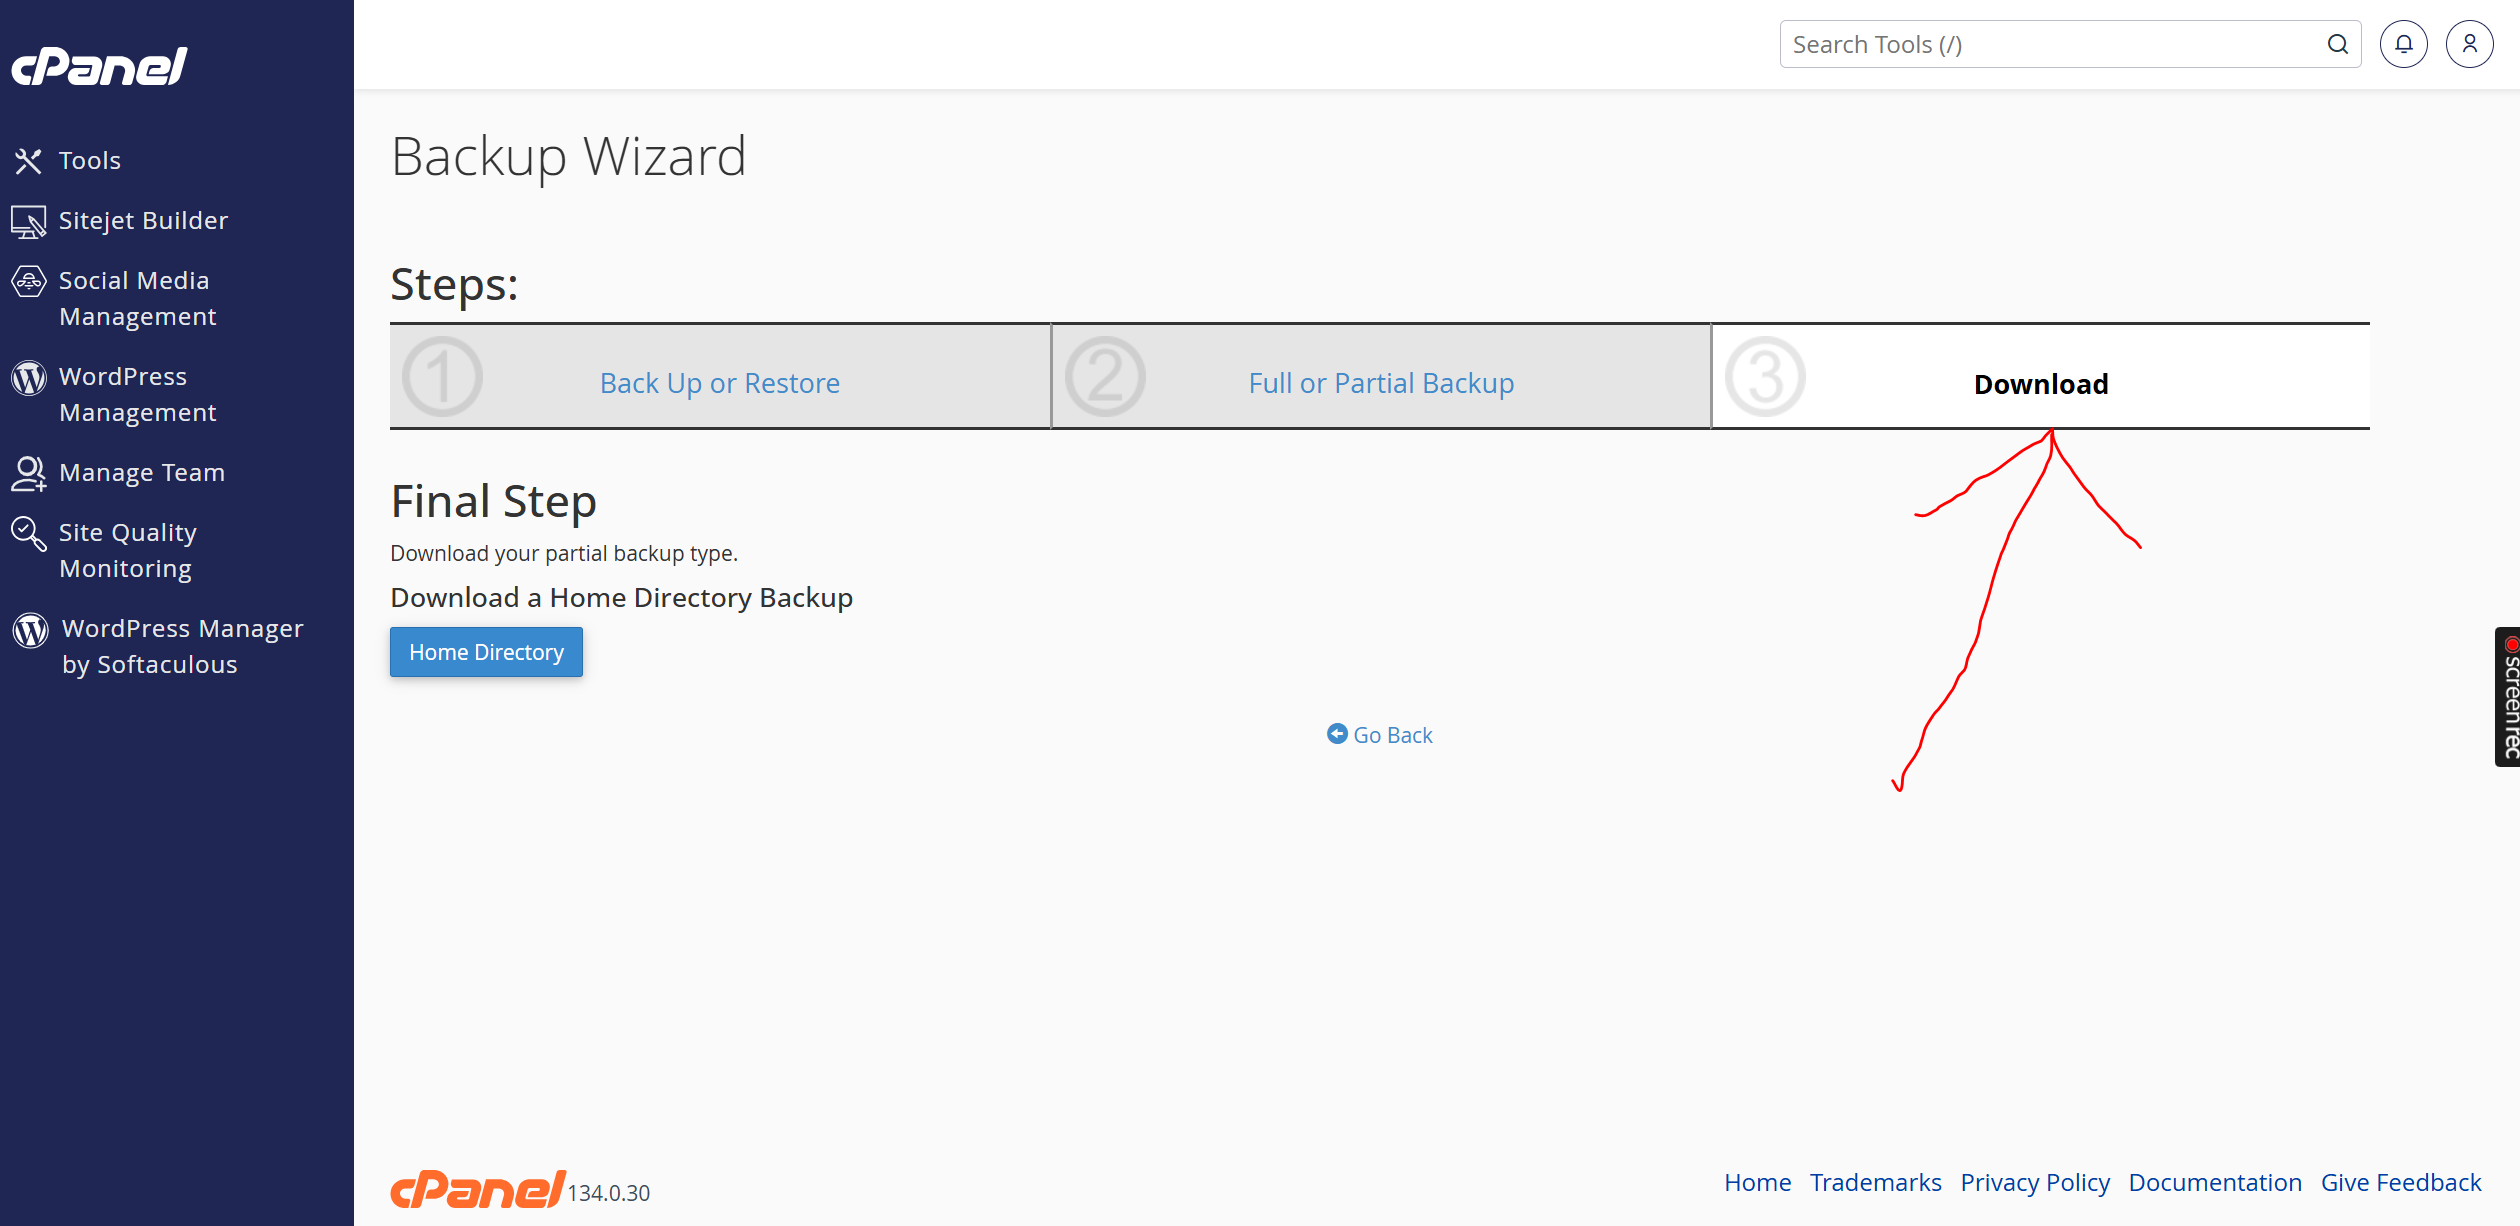 cPanel
Search Tools (/)
Tools
Sitejet Builder
Social Media
Management
WordPress
Management
Manage Team
Site Quality
Monitoring
WordPress Manager
by Softaculous
Backup Wizard
Steps:
1 Back Up or Restore
2 Full or Partial Backup
3 Download
Final Step
Download your partial backup type.
Download a Home Directory Backup
Home Directory
Go Back
screenrec
cPanel 134.0.30
Home Trademarks Privacy Policy Documentation Give Feedback